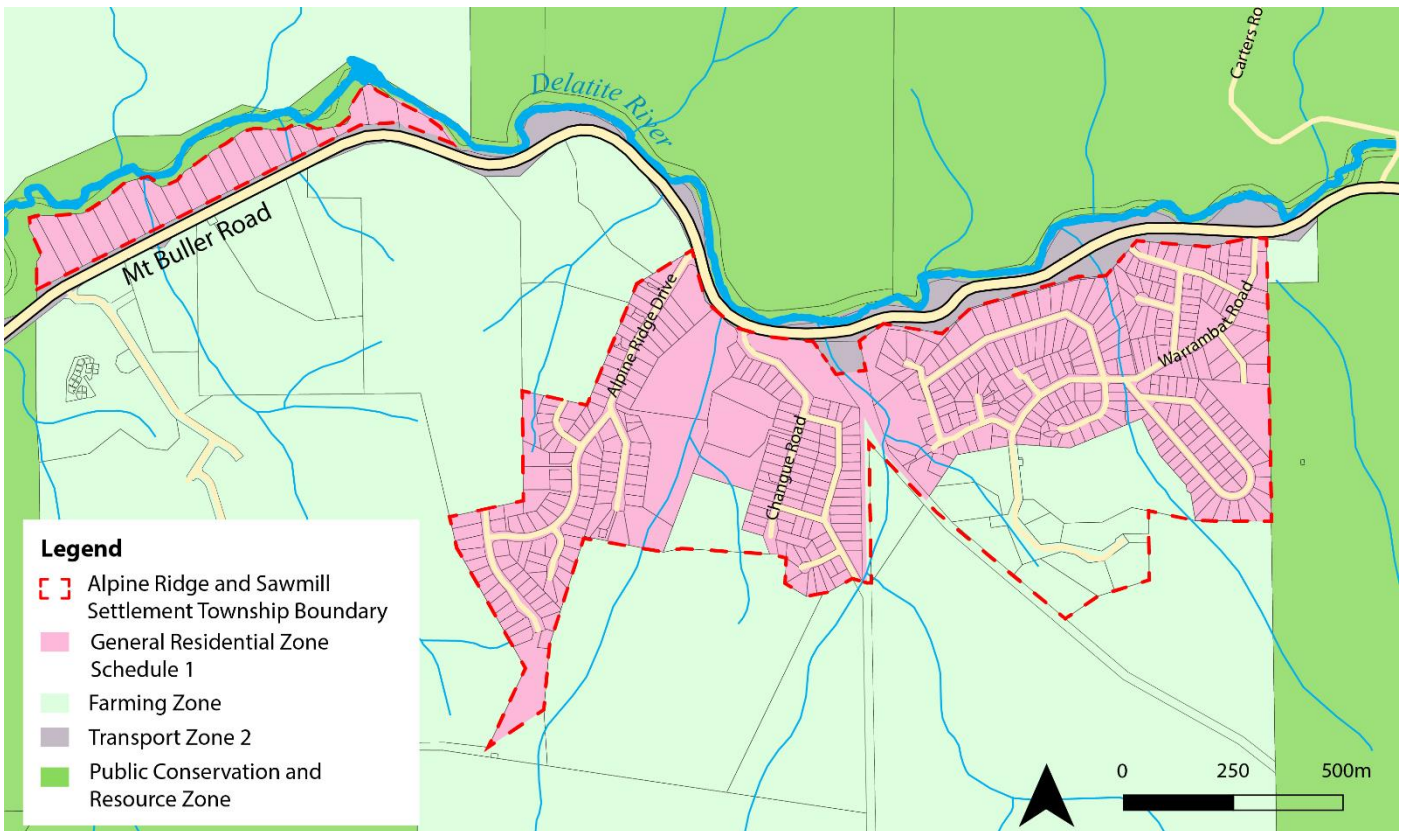 Carters Ro
Delatite River
Mt Buller Road
Alpine Ridge Drive
Warrambat Road
Changue Road
Legend
Alpine Ridge and Sawmill
Settlement Township Boundary
General Residential Zone
Schedule 1
Farming Zone
Transport Zone 2
Public Conservation and
Resource Zone
0 250 500m